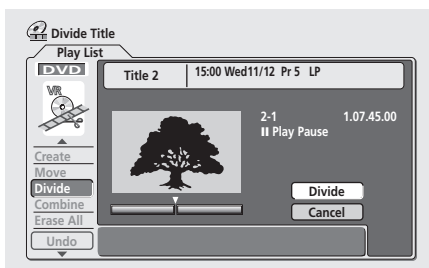 Divide Title
Play List
DVD
Title 2
15:00 Wed11/12 Pr 5 LP
VR
2-1
1.07.45.00
Play Pause
Create
Move
Divide
Combine
Erase All
Undo
Divide
Cancel